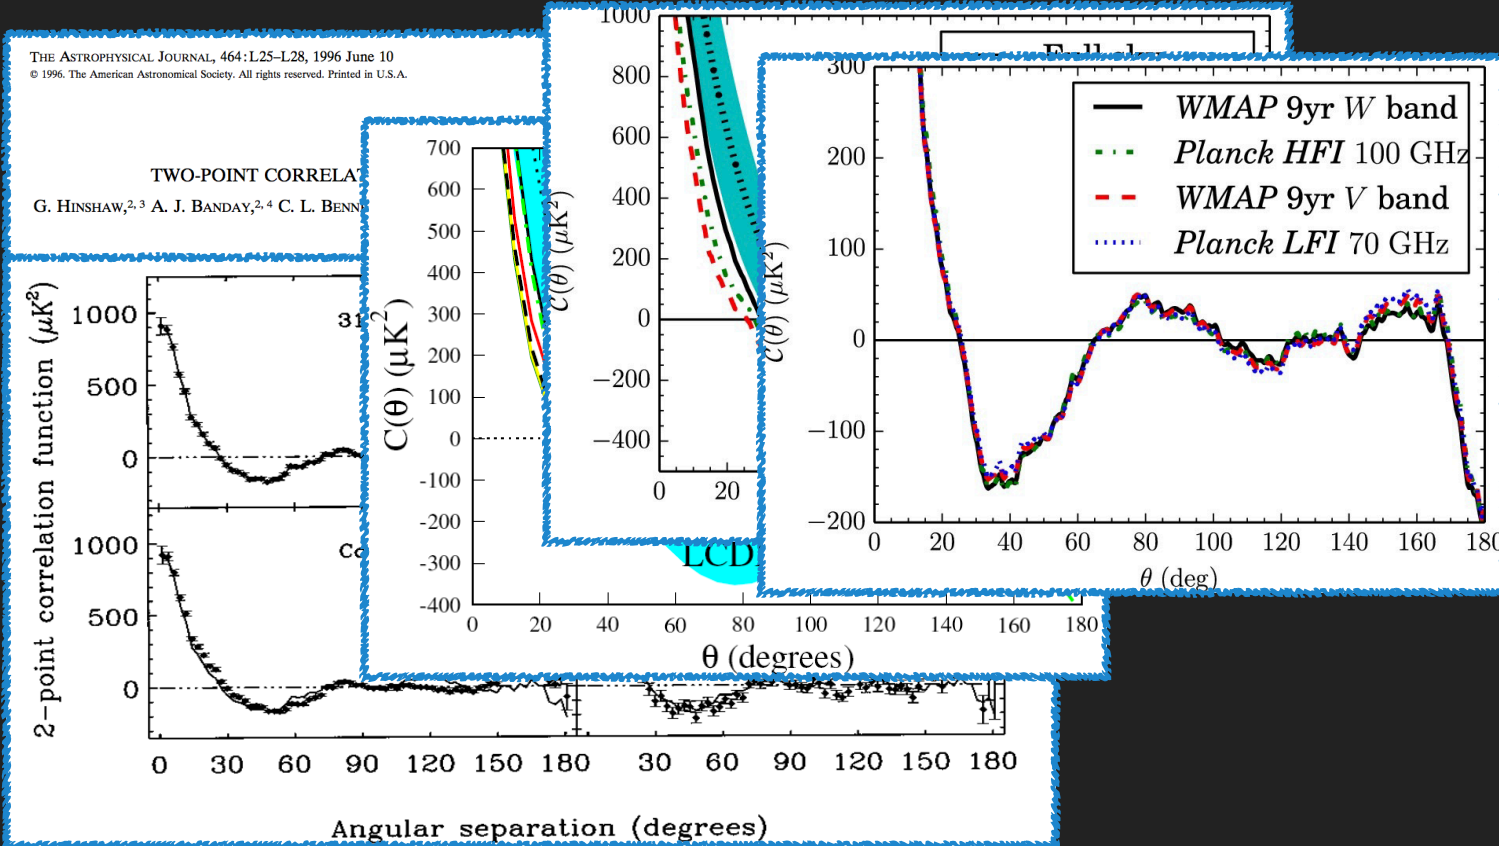 THE ASTROPHYSICAL JOURNAL, 464:L25–L28, 1996 June 10
© 1996. The American Astronomical Society. All rights reserved. Printed in U.S.A.
TWO-POINT CORRELAT
G. HINSHAW,2, 3 A. J. BANDAY,2, 4 C. L. BENN
2-point correlation function (μK²)
1000
500
0
31
1000
500
0
Co
0 30 60 90 120 150 180 30 60 90 120 150 180
Angular separation (degrees)
C(θ) (μK²)
700
600
500
400
300
200
100
0
-100
-200
-300
-400
LCD
0 20 40 60 80 100 120 140 160 180
θ (degrees)
C(θ) (μK²)
1000
800
600
400
200
0
−200
−400
0 20
C(θ) (μK²)
300
200
100
0
−100
−200
WMAP 9yr W band
Planck HFI 100 GHz
WMAP 9yr V band
Planck LFI 70 GHz
0 20 40 60 80 100 120 140 160 180
θ (deg)